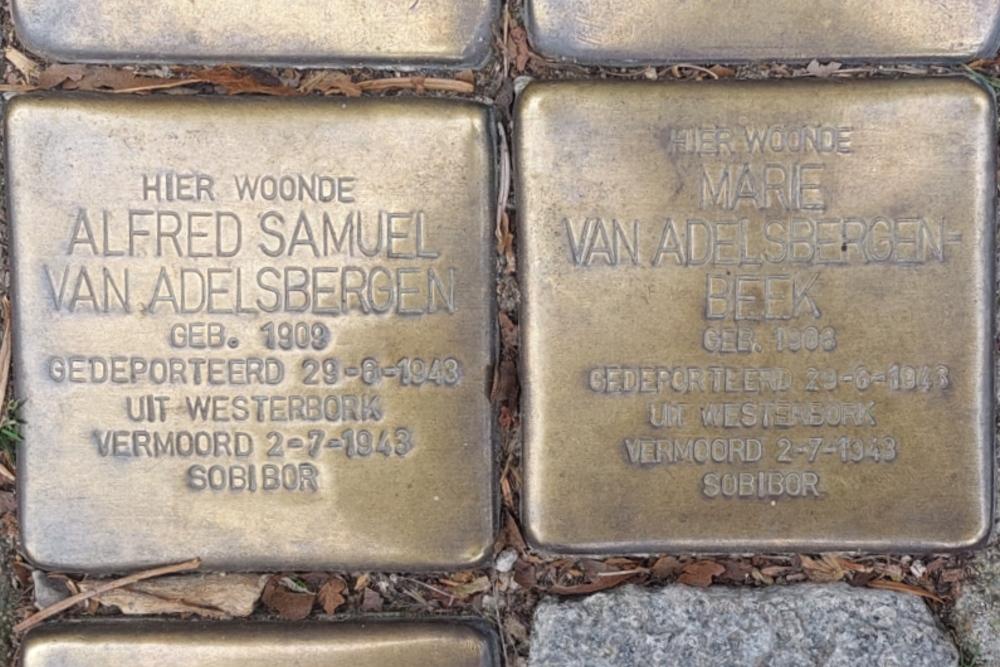 HIER WOONDE
ALFRED SAMUEL
VAN ADELSBERGEN
GEB. 1909
GEDEPORTEERD 29-6-1943
UIT WESTERBORK
VERMOORD 2-7-1943
SOBIBOR
HIER WOONDE
MARIE
VAN ADELSBERGEN-
BEEK
GEB. 1906
GEDEPORTEERD 29-6-1943
UIT WESTERBORK
VERMOORD 2-7-1943
SOBIBOR